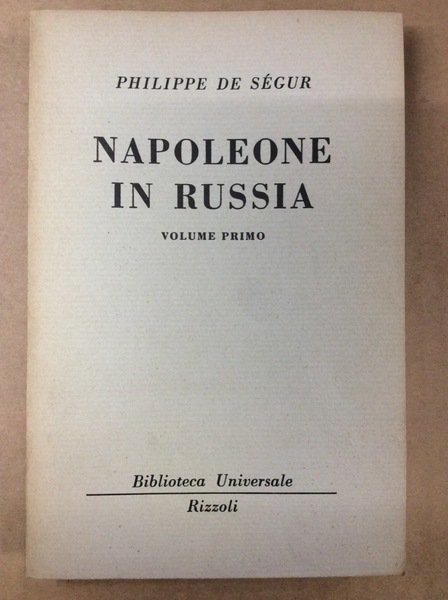 PHILIPPE DE SÉGUR
NAPOLEONE
IN RUSSIA
VOLUME PRIMO
Biblioteca Universale
Rizzoli